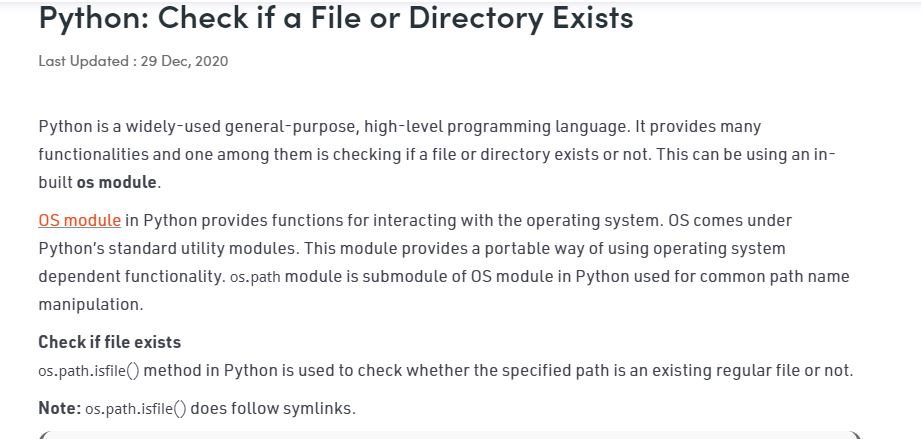 Python: Check if a File or Directory Exists
Last Updated : 29 Dec, 2020
Python is a widely-used general-purpose, high-level programming language. It provides many
functionalities and one among them is checking if a file or directory exists or not. This can be using an in-
built os module.
OS module in Python provides functions for interacting with the operating system. OS comes under
Python's standard utility modules. This module provides a portable way of using operating system
dependent functionality. os.path module is submodule of OS module in Python used for common path name
manipulation.
Check if file exists
os.path.isfile() method in Python is used to check whether the specified path is an existing regular file or not.
Note: os.path.isfile() does follow symlinks.